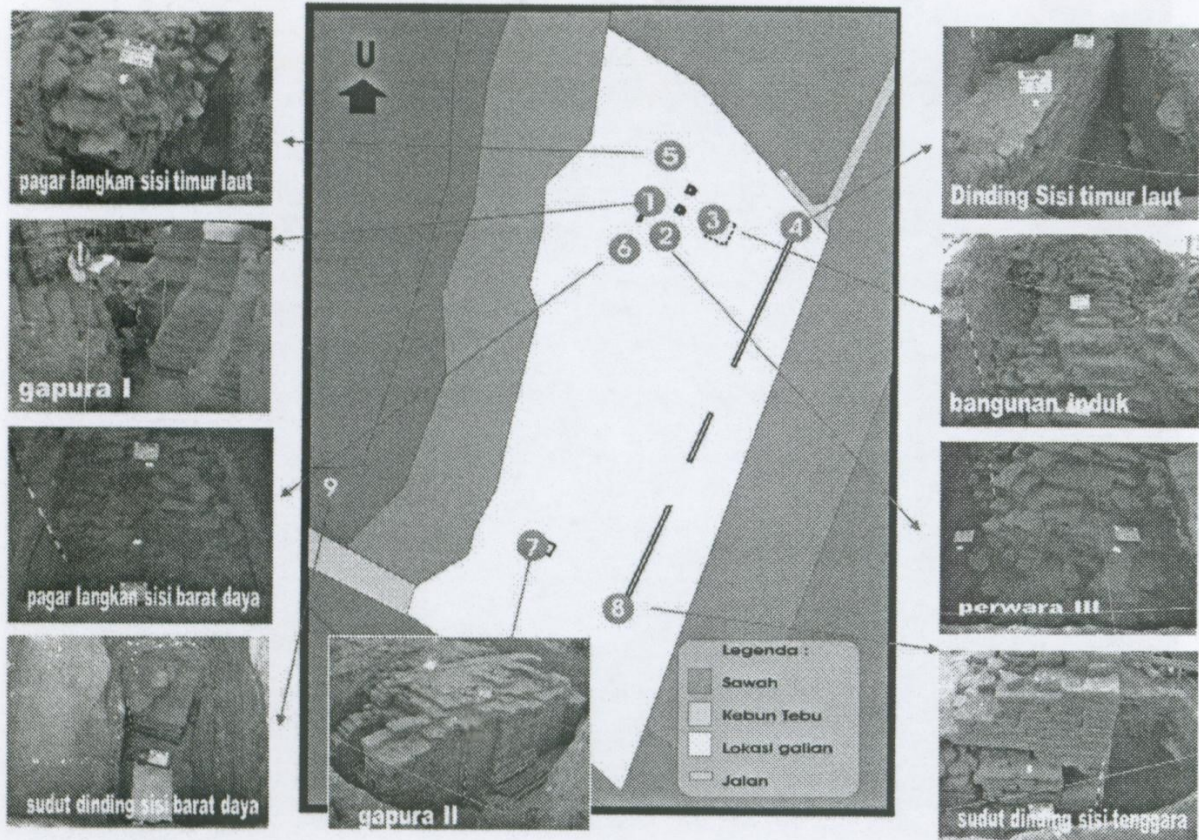 pagar langkan sisi timur laut
gapura I
pagar langkan sisi barat daya
sudut dinding sisi barat daya
U
5
1
3
4
2
6
9
7
8
gapura II
Legenda :
Sawah
Kebun Tebu
Lokasi galian
Jalan
Dinding Sisi timur laut
bangunan induk
perwara III
sudut dinding sisi tenggara